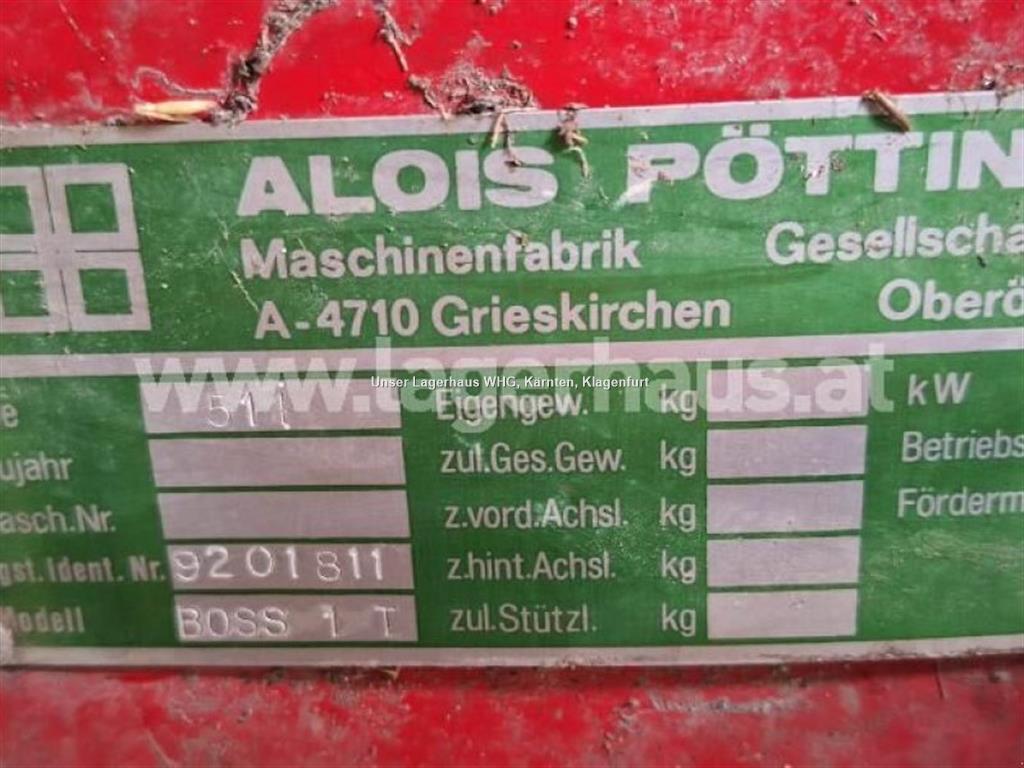 ALOIS PÖTTIN
Maschinenfabrik Gesellscha
A-4710 Grieskirchen Oberö
www.lagerhaus.at
Unser Lagerhaus WHG, Kärnten, Klagenfurt
e 511 Eigengew. kg kW
ujahr zul.Ges.Gew. kg Betriebs
asch.Nr. z.vord.Achsl. kg Förderm
gst.Ident.Nr. 9201811 z.hint.Achsl. kg
Modell BOSS 1 T zul.Stützl. kg